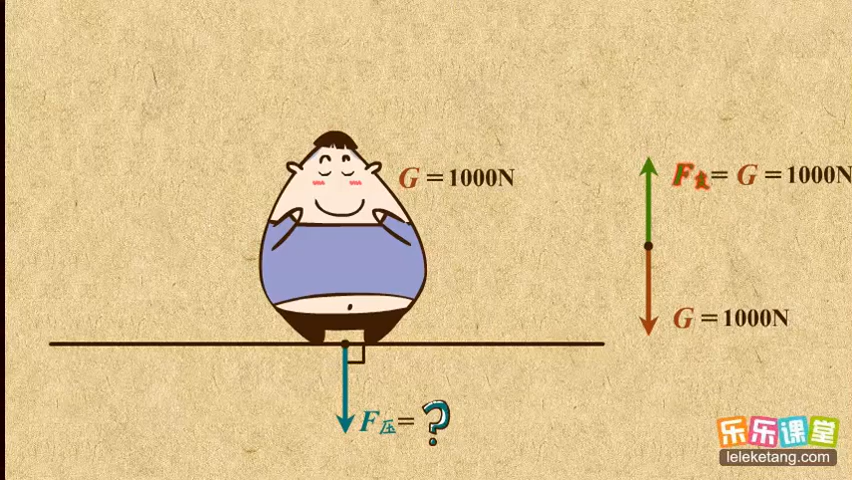 G = 1000N
F支 = G = 1000N
G = 1000N
F压 = ?
乐乐课堂
leleketang.com